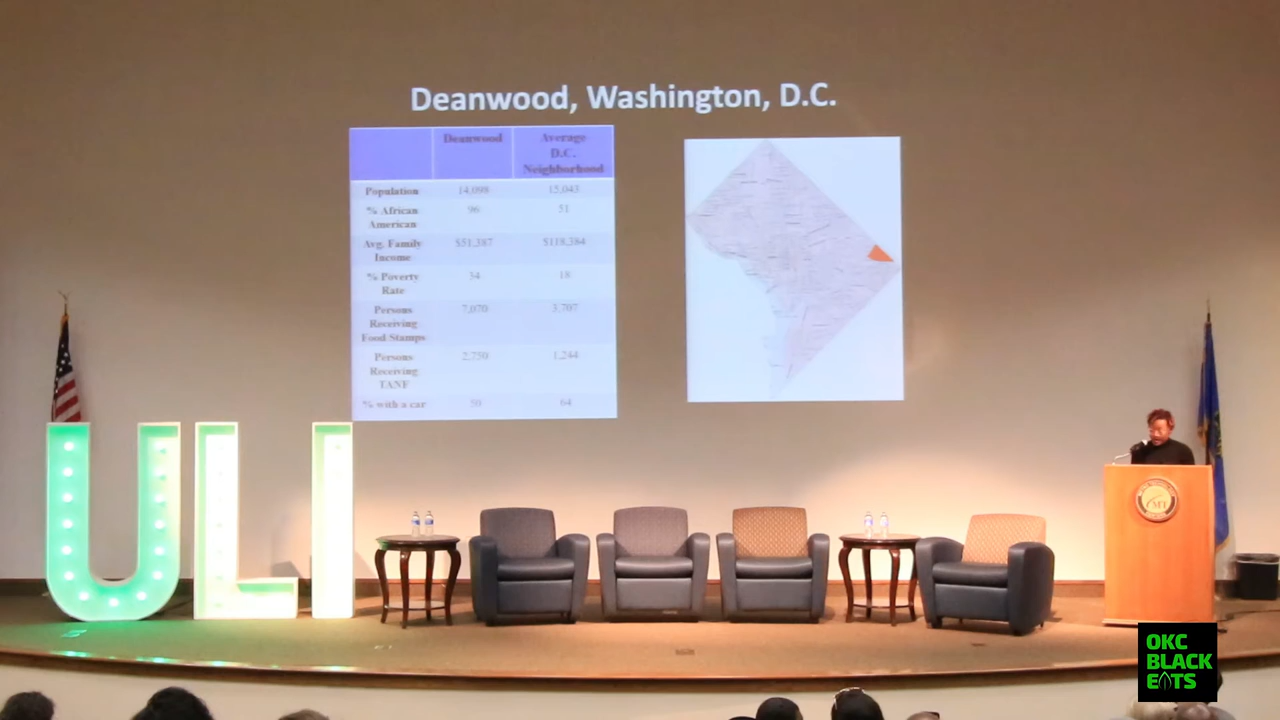 Deanwood, Washington, D.C.
Deanwood
Average
D.C.
Neighborhood
Population 14,098 15,043
% African
American 96 51
Avg. Family
Income $51,387 $118,384
% Poverty
Rate 34 18
Persons
Receiving
Food Stamps 7,070 3,707
Persons
Receiving
TANF 2,750 1,244
% with a car 50 64
ULI
MT
OKC
BLACK
EATS